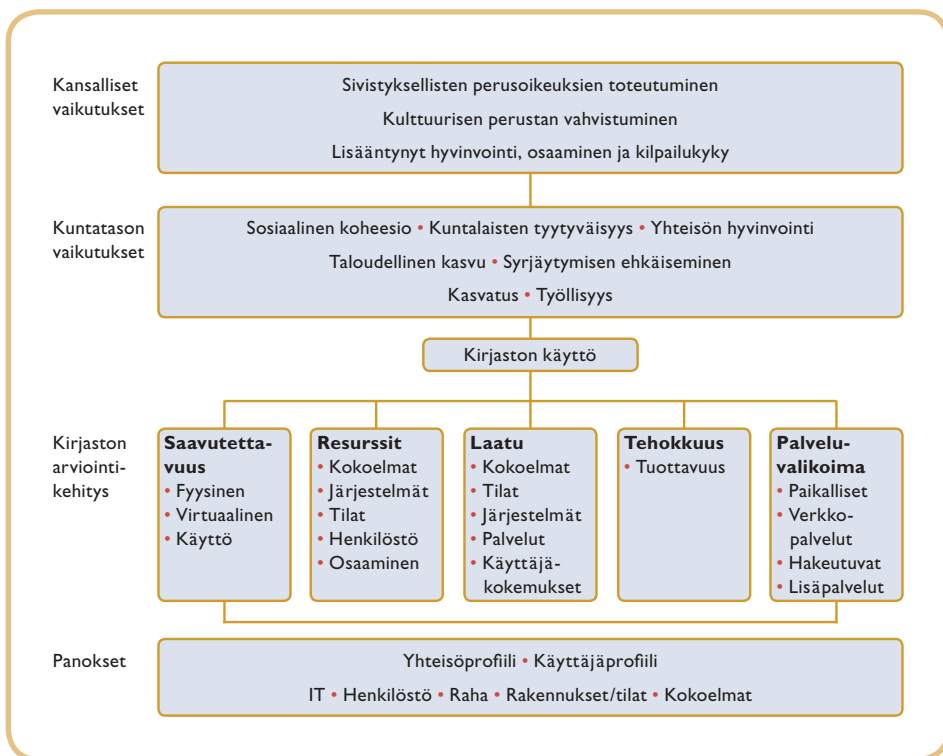 Kansalliset
vaikutukset
Sivistyksellisten perusoikeuksien toteutuminen
Kulttuurisen perustan vahvistuminen
Lisääntynyt hyvinvointi, osaaminen ja kilpailukyky
Kuntatason
vaikutukset
Sosiaalinen koheesio • Kuntalaisten tyytyväisyys • Yhteisön hyvinvointi
Taloudellinen kasvu • Syrjäytymisen ehkäiseminen
Kasvatus • Työllisyys
Kirjaston käyttö
Kirjaston
arviointi-
kehitys
Saavutetta-
vuus
• Fyysinen
• Virtuaalinen
• Käyttö
Resurssit
• Kokoelmat
• Järjestelmät
• Tilat
• Henkilöstö
• Osaaminen
Laatu
• Kokoelmat
• Tilat
• Järjestelmät
• Palvelut
• Käyttäjä-
kokemukset
Tehokkuus
• Tuottavuus
Palvelu-
valikoima
• Paikalliset
• Verkko-
palvelut
• Hakeutuvat
• Lisäpalvelut
Panokset
Yhteisöprofiili • Käyttäjäprofiili
IT • Henkilöstö • Raha • Rakennukset/tilat • Kokoelmat